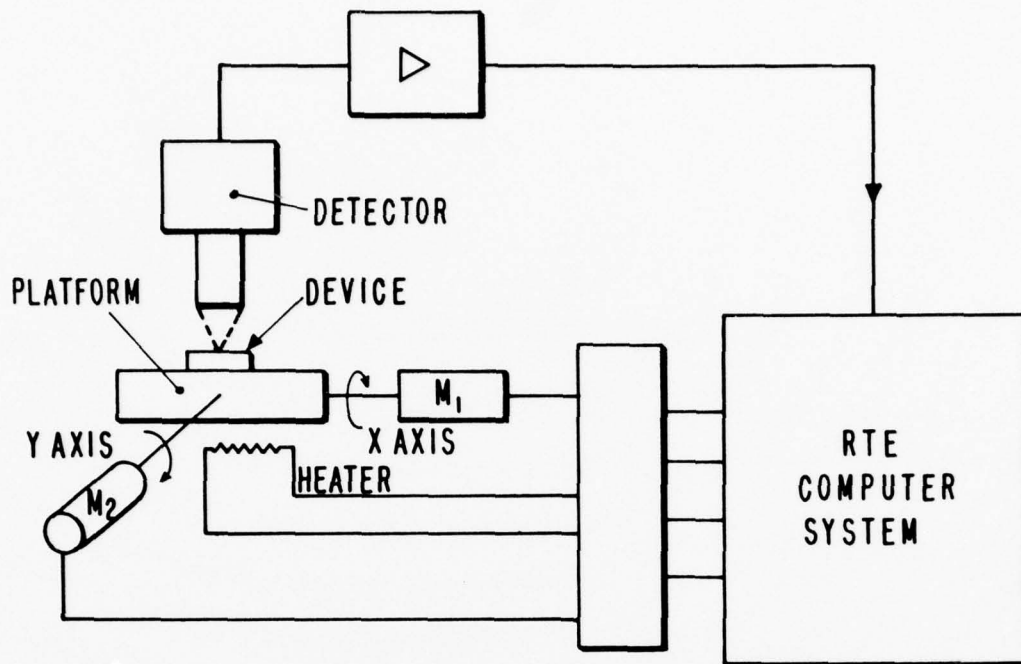 DETECTOR
PLATFORM
DEVICE
M1
X AXIS
Y AXIS
HEATER
M2
RTE
COMPUTER
SYSTEM